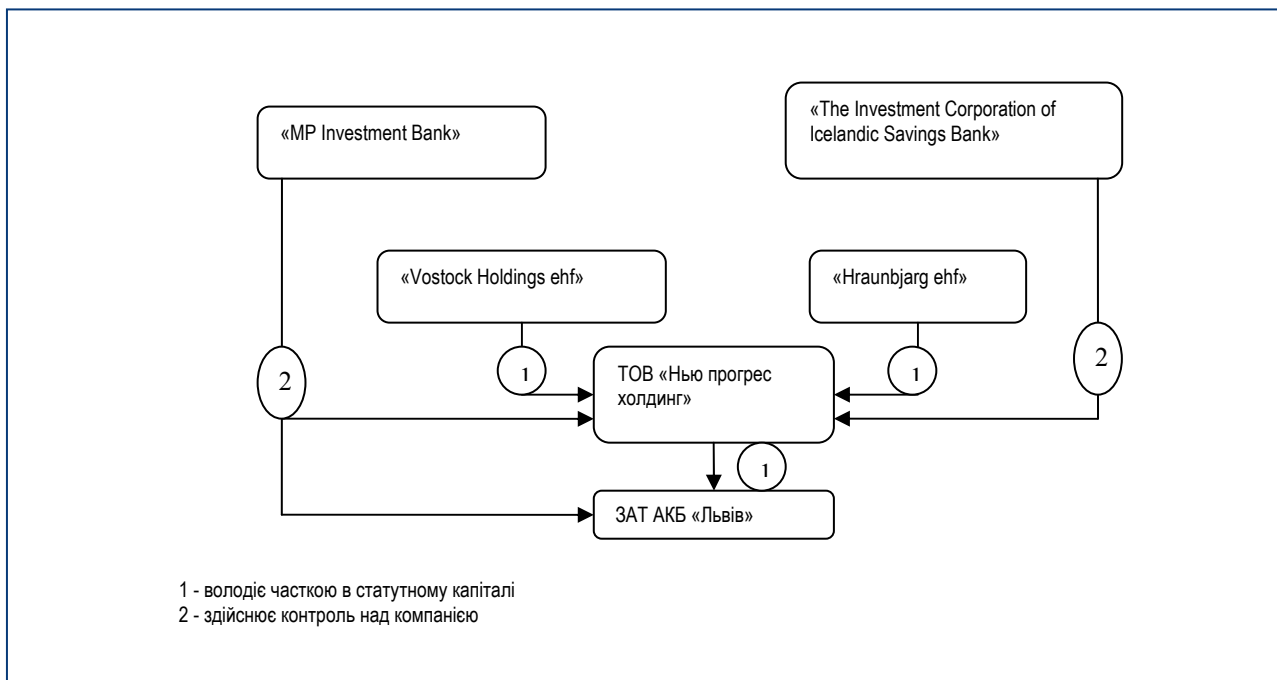 «MP Investment Bank»
«The Investment Corporation of
Icelandic Savings Bank»
«Vostock Holdings ehf»
«Hraunbjarg ehf»
2
1
ТОВ «Нью прогрес
холдинг»
1
2
1
ЗАТ АКБ «Львів»
1 - володіє часткою в статутному капіталі
2 - здійснює контроль над компанією